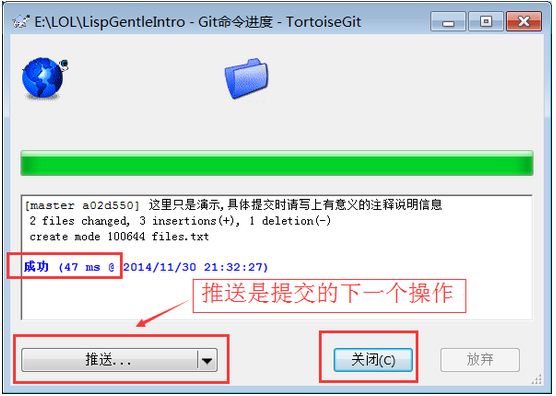 E:\LOL\LispGentleIntro - Git命令进度 - TortoiseGit
[master a02d550] 这里只是演示,具体提交时请写上有意义的注释说明信息
2 files changed, 3 insertions(+), 1 deletion(-)
create mode 100644 files.txt
成功 (47 ms @ 2014/11/30 21:32:27)
推送是提交的下一个操作
推送...
关闭(C)
放弃